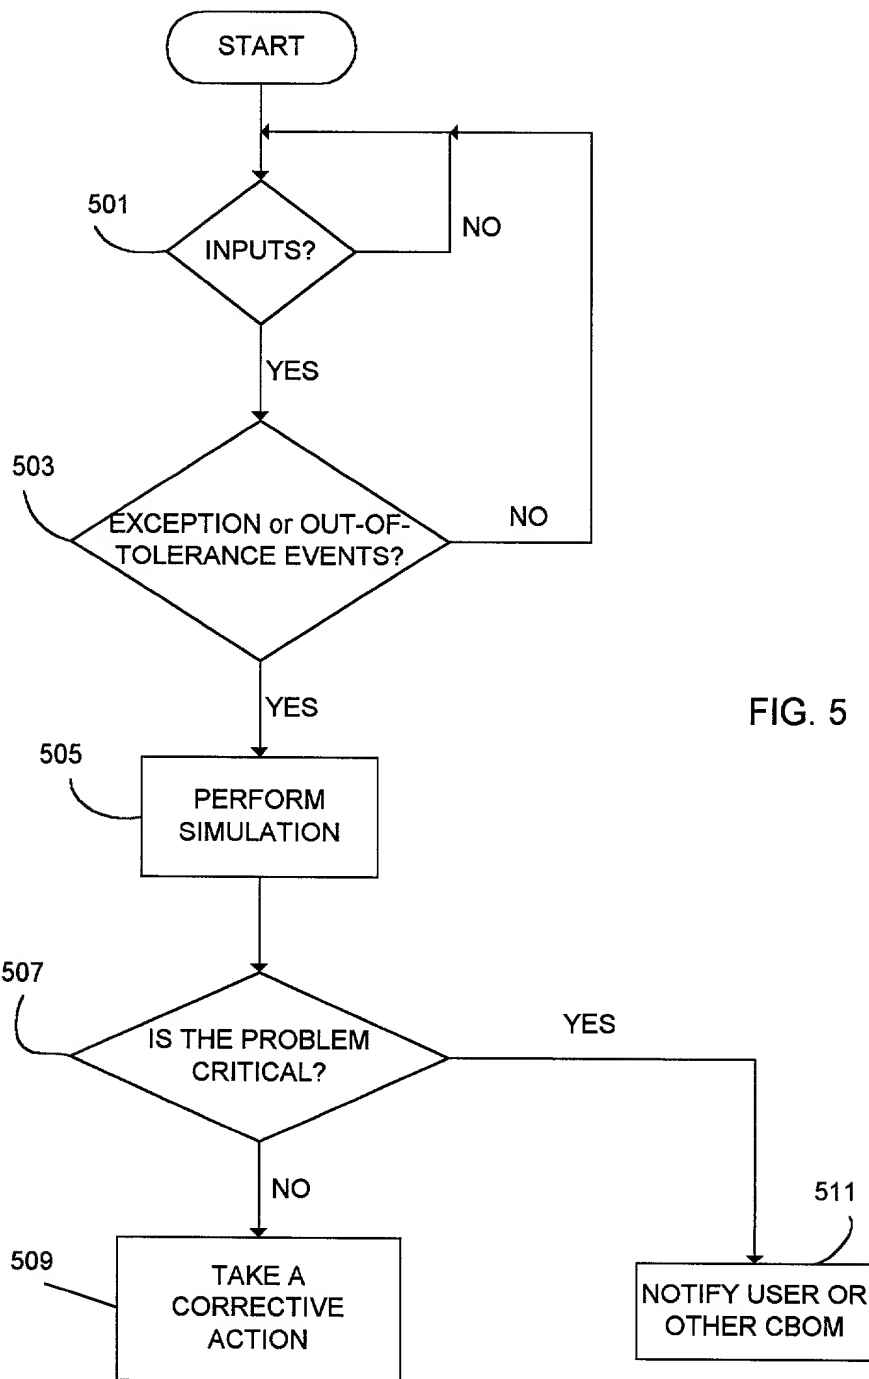 START
501
INPUTS?
NO
YES
503
EXCEPTION or OUT-OF-
TOLERANCE EVENTS?
NO
YES
FIG. 5
505
PERFORM
SIMULATION
507
IS THE PROBLEM
CRITICAL?
YES
NO
511
509
TAKE A
CORRECTIVE
ACTION
NOTIFY USER OR
OTHER CBOM